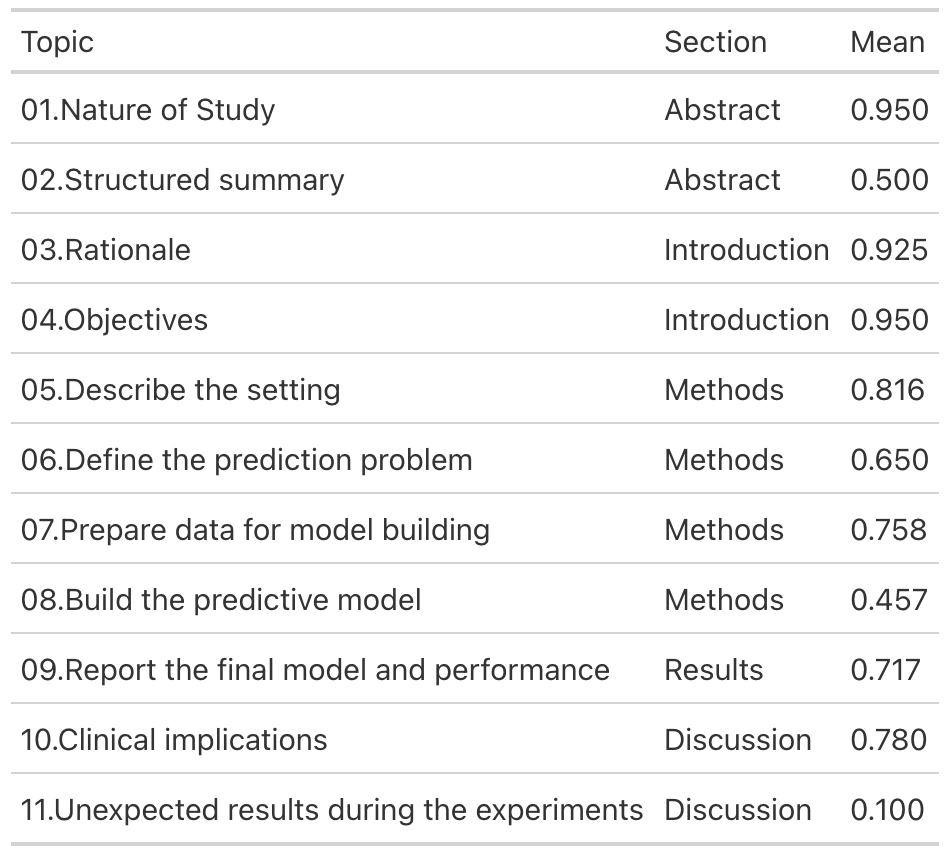 Topic Section Mean
01.Nature of Study Abstract 0.950
02.Structured summary Abstract 0.500
03.Rationale Introduction 0.925
04.Objectives Introduction 0.950
05.Describe the setting Methods 0.816
06.Define the prediction problem Methods 0.650
07.Prepare data for model building Methods 0.758
08.Build the predictive model Methods 0.457
09.Report the final model and performance Results 0.717
10.Clinical implications Discussion 0.780
11.Unexpected results during the experiments Discussion 0.100